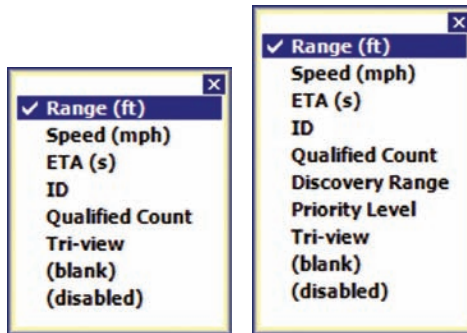 ✓ Range (ft)
Speed (mph)
ETA (s)
ID
Qualified Count
Tri-view
(blank)
(disabled)
✓ Range (ft)
Speed (mph)
ETA (s)
ID
Qualified Count
Discovery Range
Priority Level
Tri-view
(blank)
(disabled)